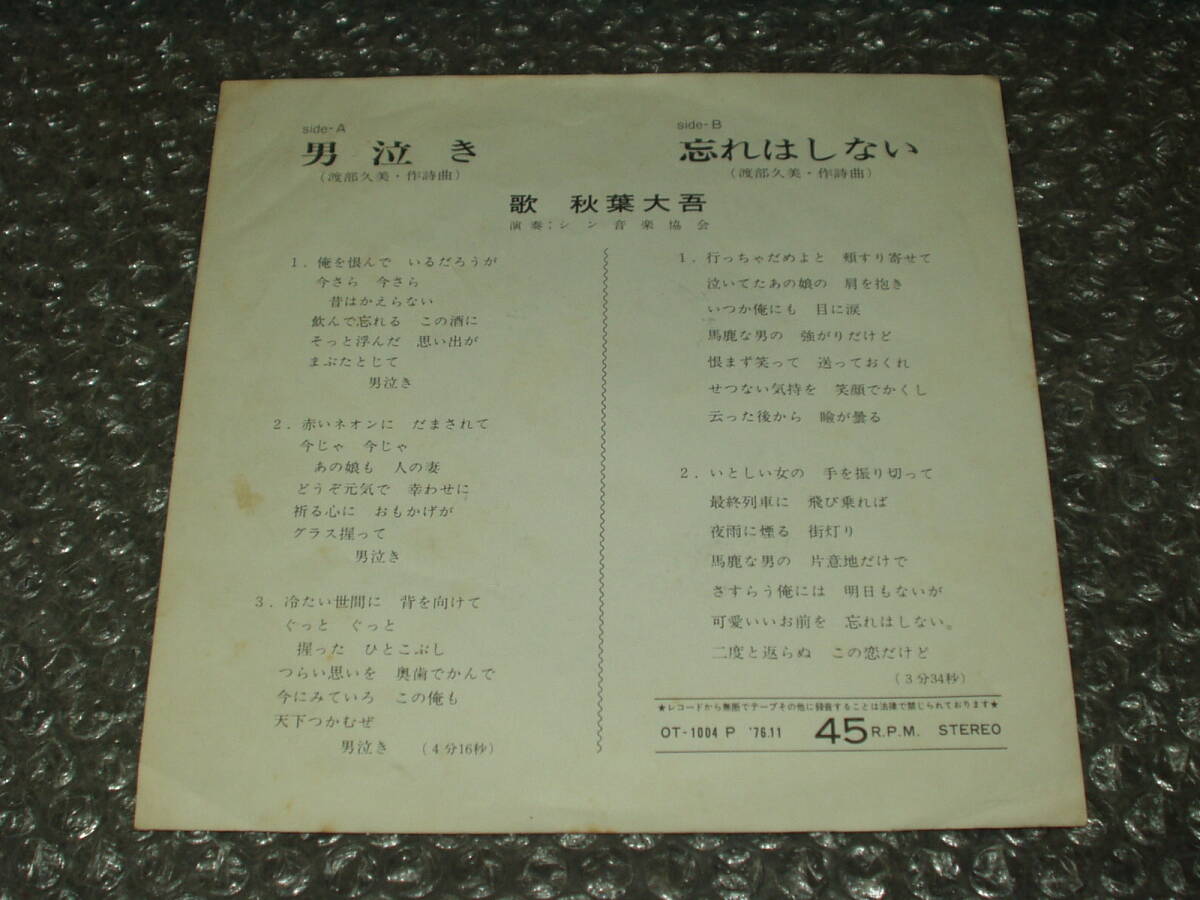 side-A
男泣き
（渡部久美・作詩曲）
side-B
忘れはしない
（渡部久美・作詩曲）
歌　秋葉大吾
演奏；シン音楽協会
1．俺を恨んで　いるだろうが
今さら　今さら
昔はかえらない
飲んで忘れる　この酒に
そっと浮んだ　思い出が
まぶたとじて
男泣き
2．赤いネオンに　だまされて
今じゃ　今じゃ
あの娘も　人の妻
どうぞ元気で　幸わせに
祈る心に　おもかげが
グラス握って
男泣き
3．冷たい世間に　背を向けて
ぐっと　ぐっと
握った　ひとこぶし
つらい思いを　奥歯でかんで
今にみていろ　この俺も
天下つかむぜ
男泣き　（4分16秒）
1．行っちゃだめよと　頬すり寄せて
泣いてたあの娘の　肩を抱き
いつか俺にも　目に涙
馬鹿な男の　強がりだけど
恨まず笑って　送っておくれ
せつない気持を　笑顔でかくし
云った後から　瞼が曇る
2．いとしい女の　手を振り切って
最終列車に　飛び乗れば
夜雨に煙る　街灯り
馬鹿な男の　片意地だけで
さすらう俺には　明日もないが
可愛いいお前を　忘れはしない。
二度と返らぬ　この恋だけど
（3分34秒）
★レコードから無断でテープその他に録音することは法律で禁じられております★
OT-1004 P　'76.11　45 R.P.M.　STEREO